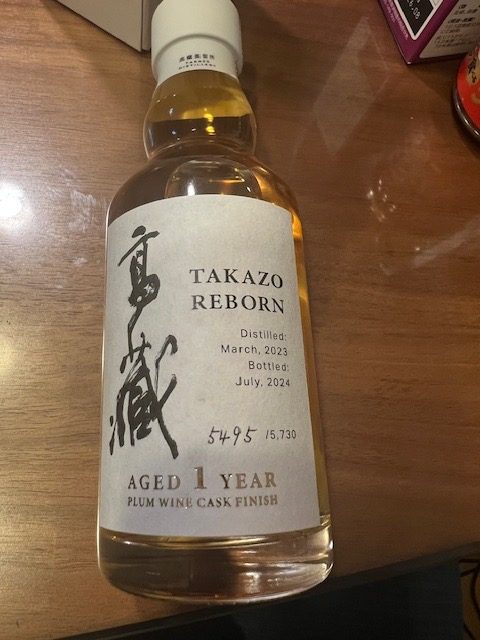 高藏
TAKAZO
REBORN
Distilled:
March, 2023
Bottled:
July, 2024
5495 /5,730
AGED 1 YEAR
PLUM WINE CASK FINISH